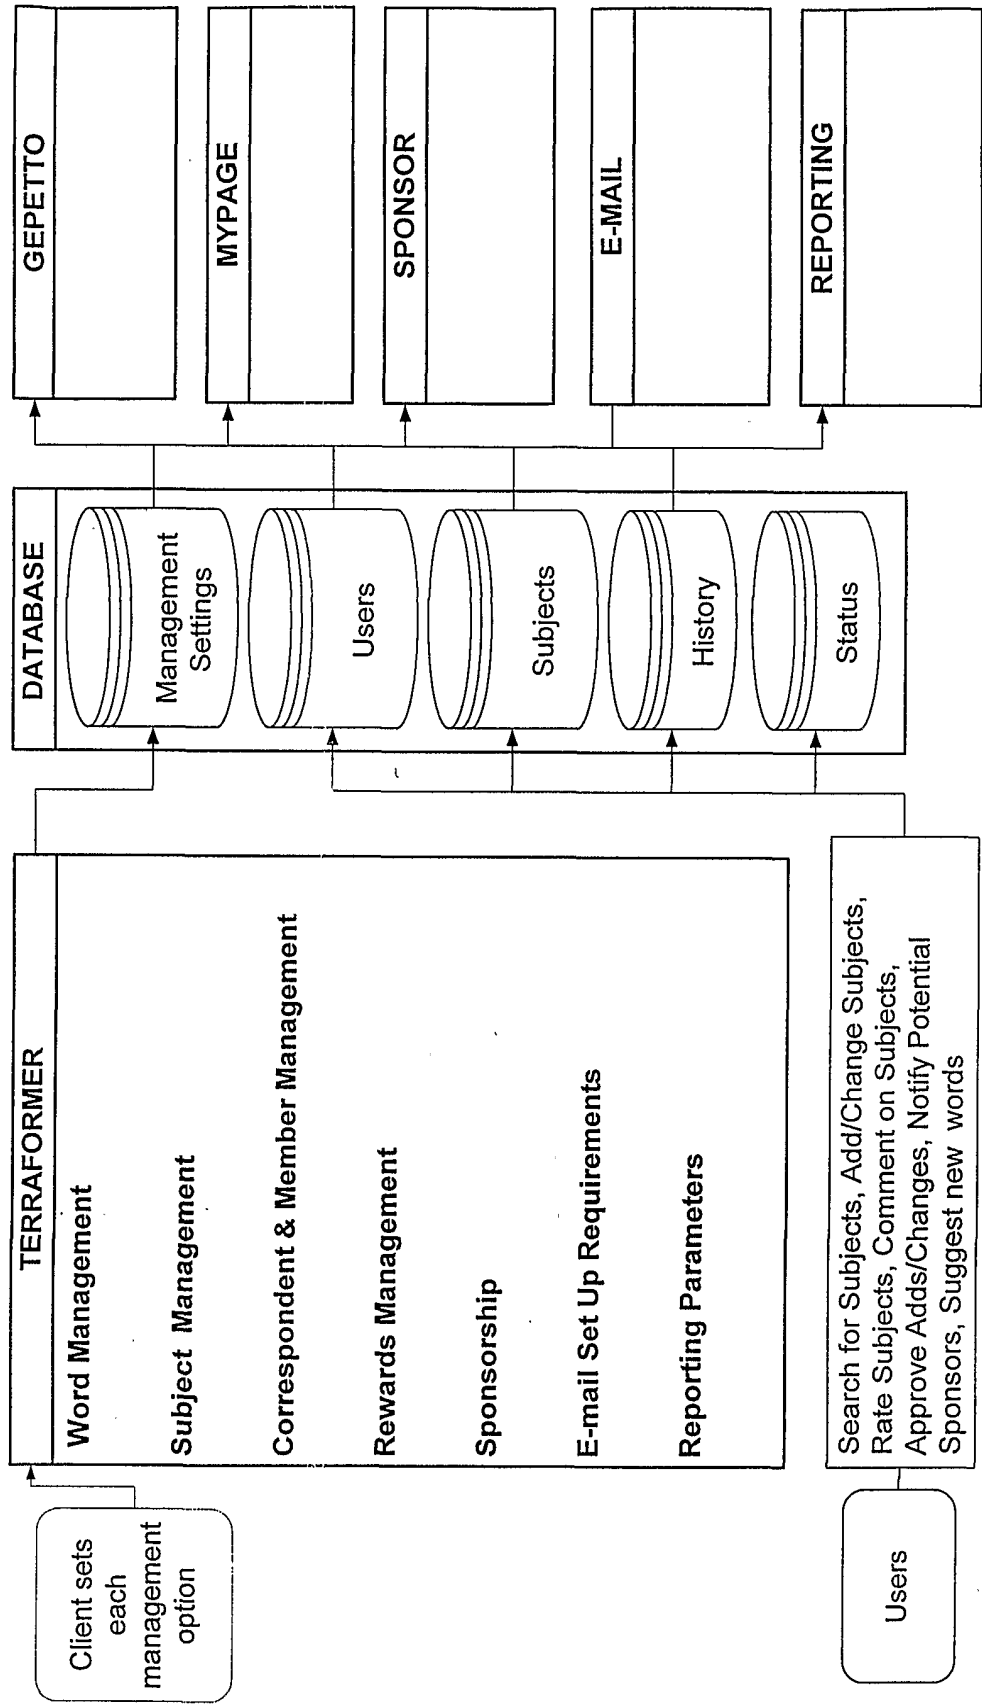 Client sets
each
management
option
TERRAFORMER
Word Management
Subject Management
Correspondent & Member Management
Rewards Management
Sponsorship
E-mail Set Up Requirements
Reporting Parameters
Users
Search for Subjects, Add/Change Subjects,
Rate Subjects, Comment on Subjects,
Approve Adds/Changes, Notify Potential
Sponsors, Suggest new words
DATABASE
Management
Settings
Users
Subjects
History
Status
GEPETTO
MYPAGE
SPONSOR
E-MAIL
REPORTING